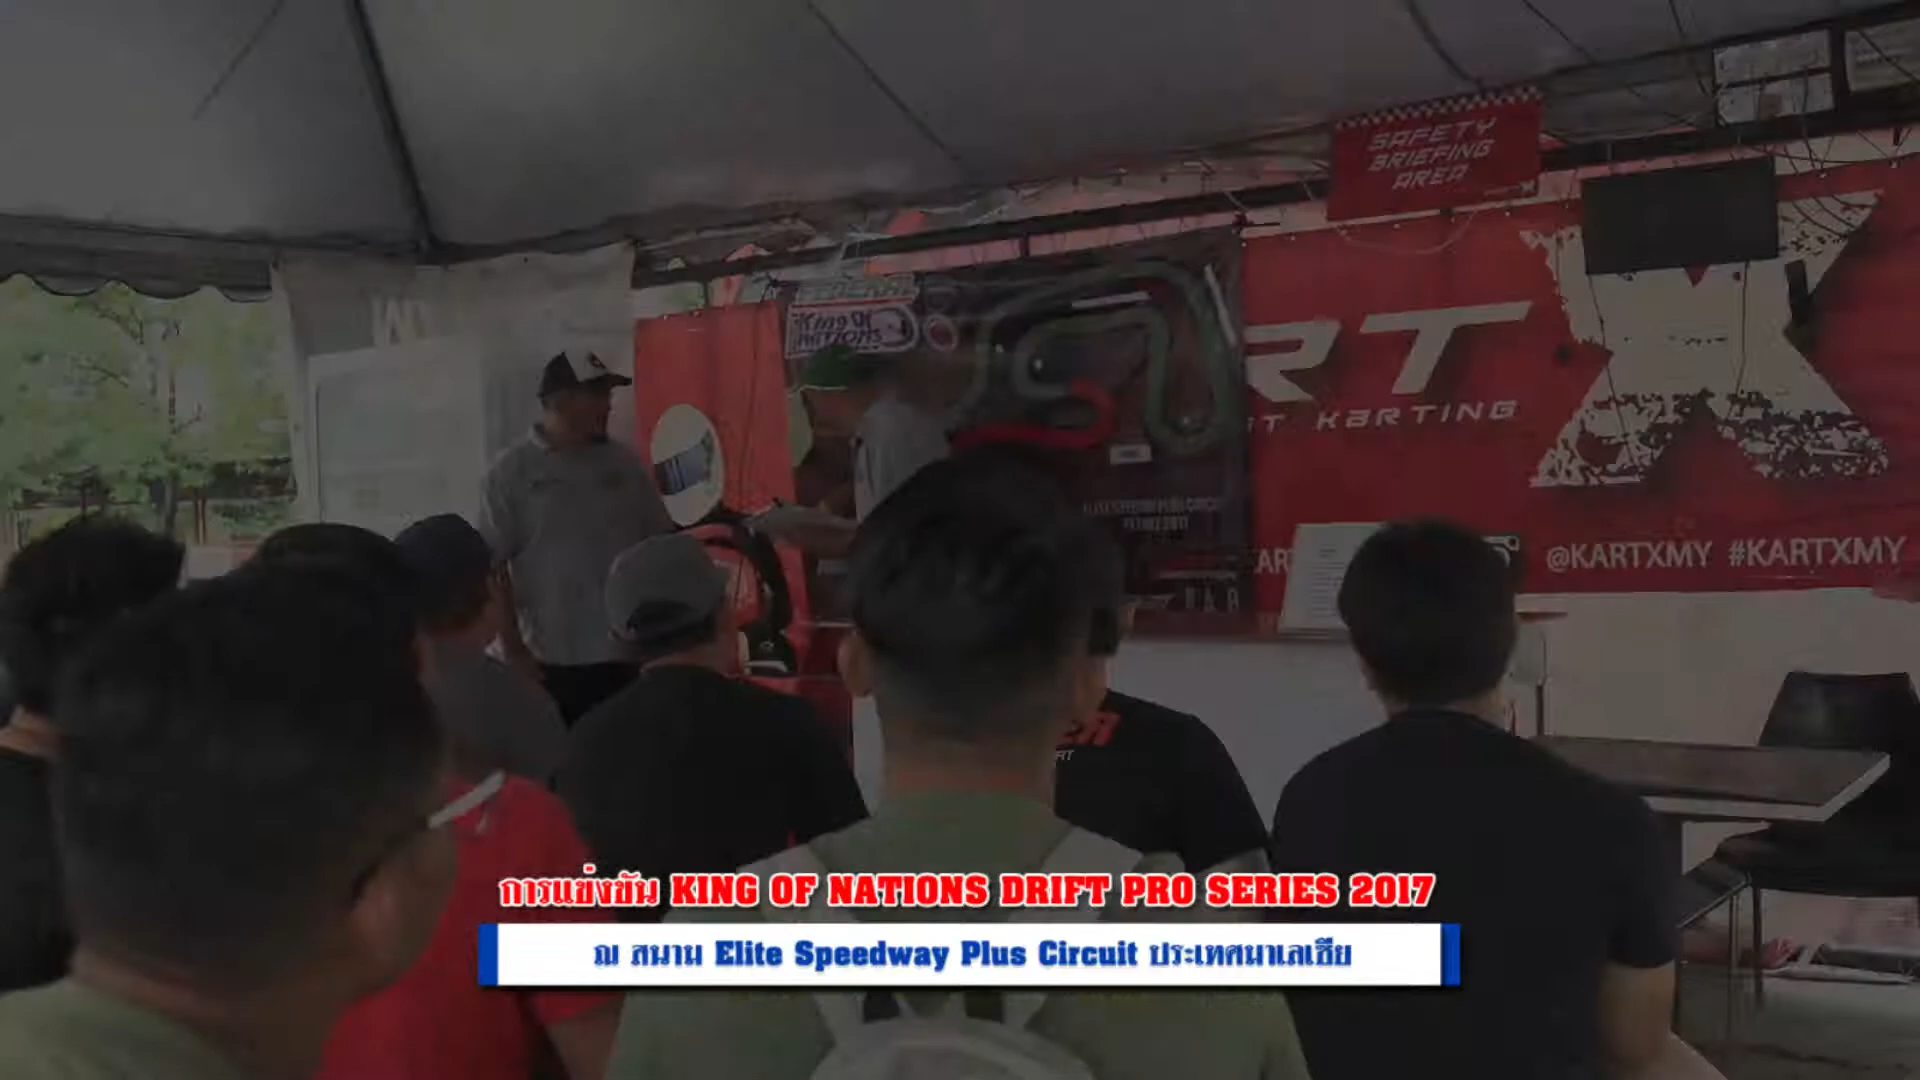 SAFETY
BRIEFING
AREA
FEDERAL
King Of
NATIONS
RT
KARTING
@KARTXMY #KARTXMY
การแข่งขัน KING OF NATIONS DRIFT PRO SERIES 2017
ณ สนาม Elite Speedway Plus Circuit ประเทศมาเลเซีย